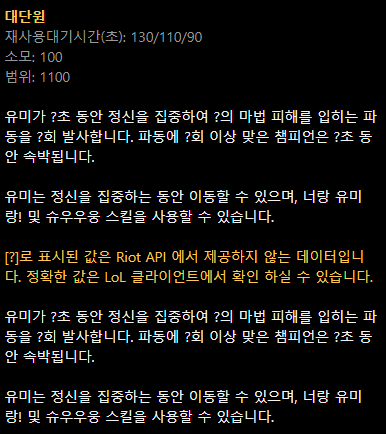 대단원
재사용대기시간(초): 130/110/90
소모: 100
범위: 1100
유미가 ?초 동안 정신을 집중하여 ?의 마법 피해를 입히는 파
동을 ?회 발사합니다. 파동에 ?회 이상 맞은 챔피언은 ?초 동
안 속박됩니다.
유미는 정신을 집중하는 동안 이동할 수 있으며, 너랑 유미
랑! 및 슈우우웅 스킬을 사용할 수 있습니다.
[?]로 표시된 값은 Riot API 에서 제공하지 않는 데이터입니
다. 정확한 값은 LoL 클라이언트에서 확인 하실 수 있습니다.
유미가 ?초 동안 정신을 집중하여 ?의 마법 피해를 입히는 파
동을 ?회 발사합니다. 파동에 ?회 이상 맞은 챔피언은 ?초 동
안 속박됩니다.
유미는 정신을 집중하는 동안 이동할 수 있으며, 너랑 유미
랑! 및 슈우우웅 스킬을 사용할 수 있습니다.